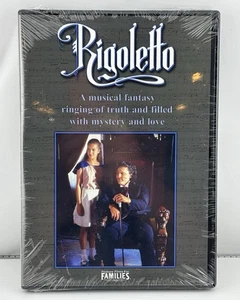 Rigoletto
A musical fantasy
ringing of truth and filled
with mystery and love
FAMILIES